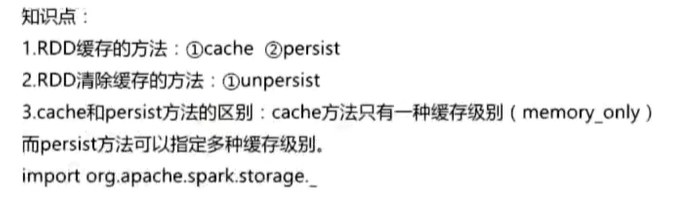 知识点：
1.RDD缓存的方法：①cache ②persist
2.RDD清除缓存的方法：①unpersist
3.cache和persist方法的区别：cache方法只有一种缓存级别（memory_only）
而persist方法可以指定多种缓存级别。
import org.apache.spark.storage._